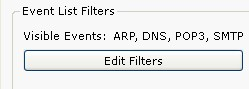 Event List Filters
Visible Events: ARP, DNS, POP3, SMTP
Edit Filters